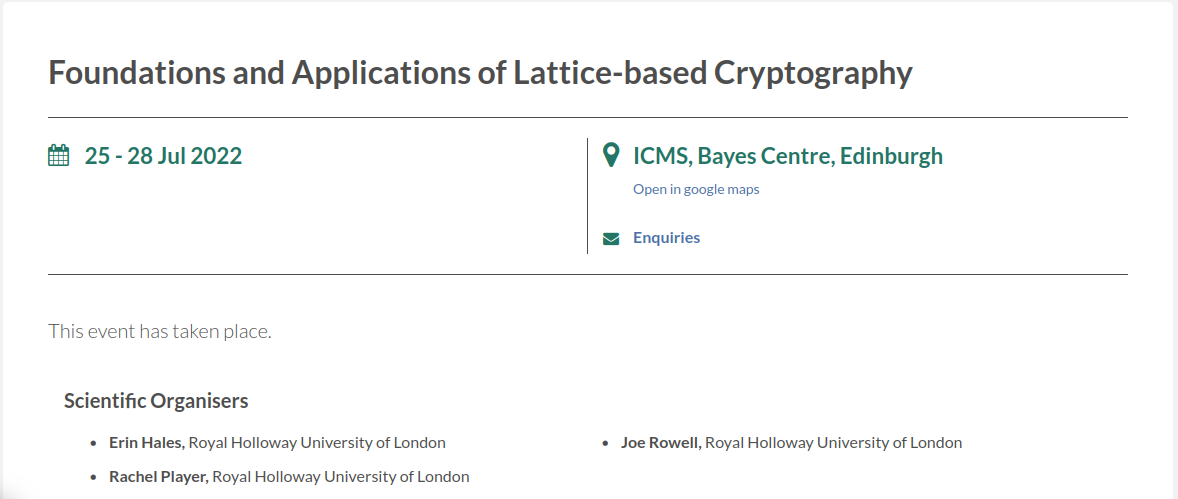 Foundations and Applications of Lattice-based Cryptography
25 - 28 Jul 2022
ICMS, Bayes Centre, Edinburgh
Open in google maps
Enquiries
This event has taken place.
Scientific Organisers
• Erin Hales, Royal Holloway University of London
• Joe Rowell, Royal Holloway University of London
• Rachel Player, Royal Holloway University of London